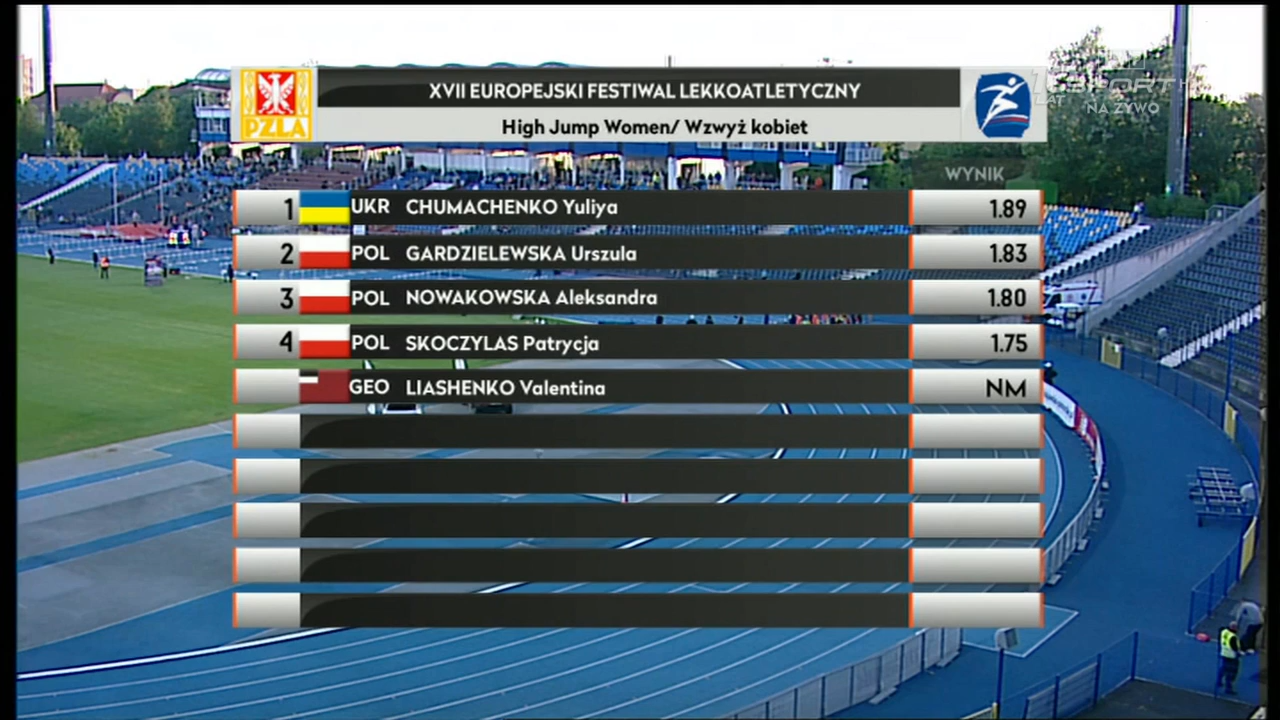 XVII EUROPEJSKI FESTIWAL LEKKOATLETYCZNY
PZLA
High Jump Women/ Wzwyż kobiet
SPORT HD
LAT
NA ŻYWO
WYNIK
1 UKR CHUMACHENKO Yuliya 1.89
2 POL GARDZIELEWSKA Urszula 1.83
3 POL NOWAKOWSKA Aleksandra 1.80
4 POL SKOCZYLAS Patrycja 1.75
GEO LIASHENKO Valentina NM